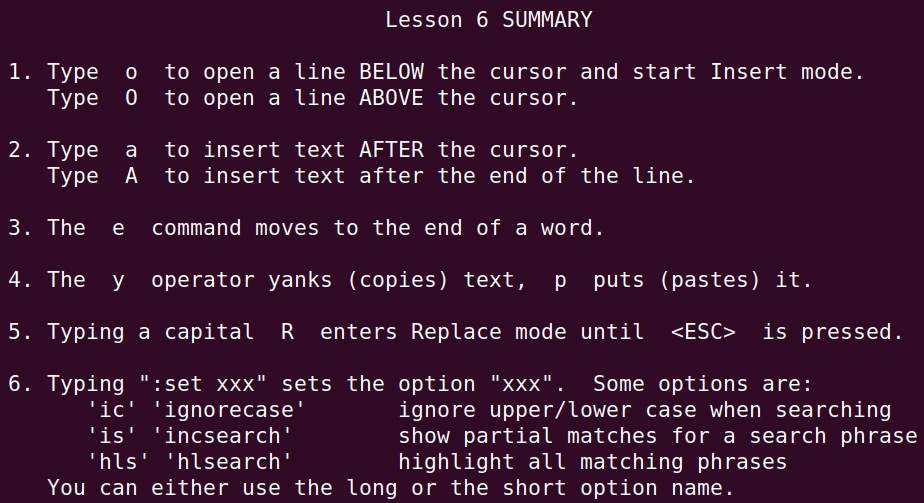 Lesson 6 SUMMARY
1. Type  o  to open a line BELOW the cursor and start Insert mode.
Type  O  to open a line ABOVE the cursor.
2. Type  a  to insert text AFTER the cursor.
Type  A  to insert text after the end of the line.
3. The  e  command moves to the end of a word.
4. The  y  operator yanks (copies) text,  p  puts (pastes) it.
5. Typing a capital  R  enters Replace mode until  <ESC>  is pressed.
6. Typing ":set xxx" sets the option "xxx".  Some options are:
'ic' 'ignorecase'       ignore upper/lower case when searching
'is' 'incsearch'        show partial matches for a search phrase
'hls' 'hlsearch'        highlight all matching phrases
You can either use the long or the short option name.